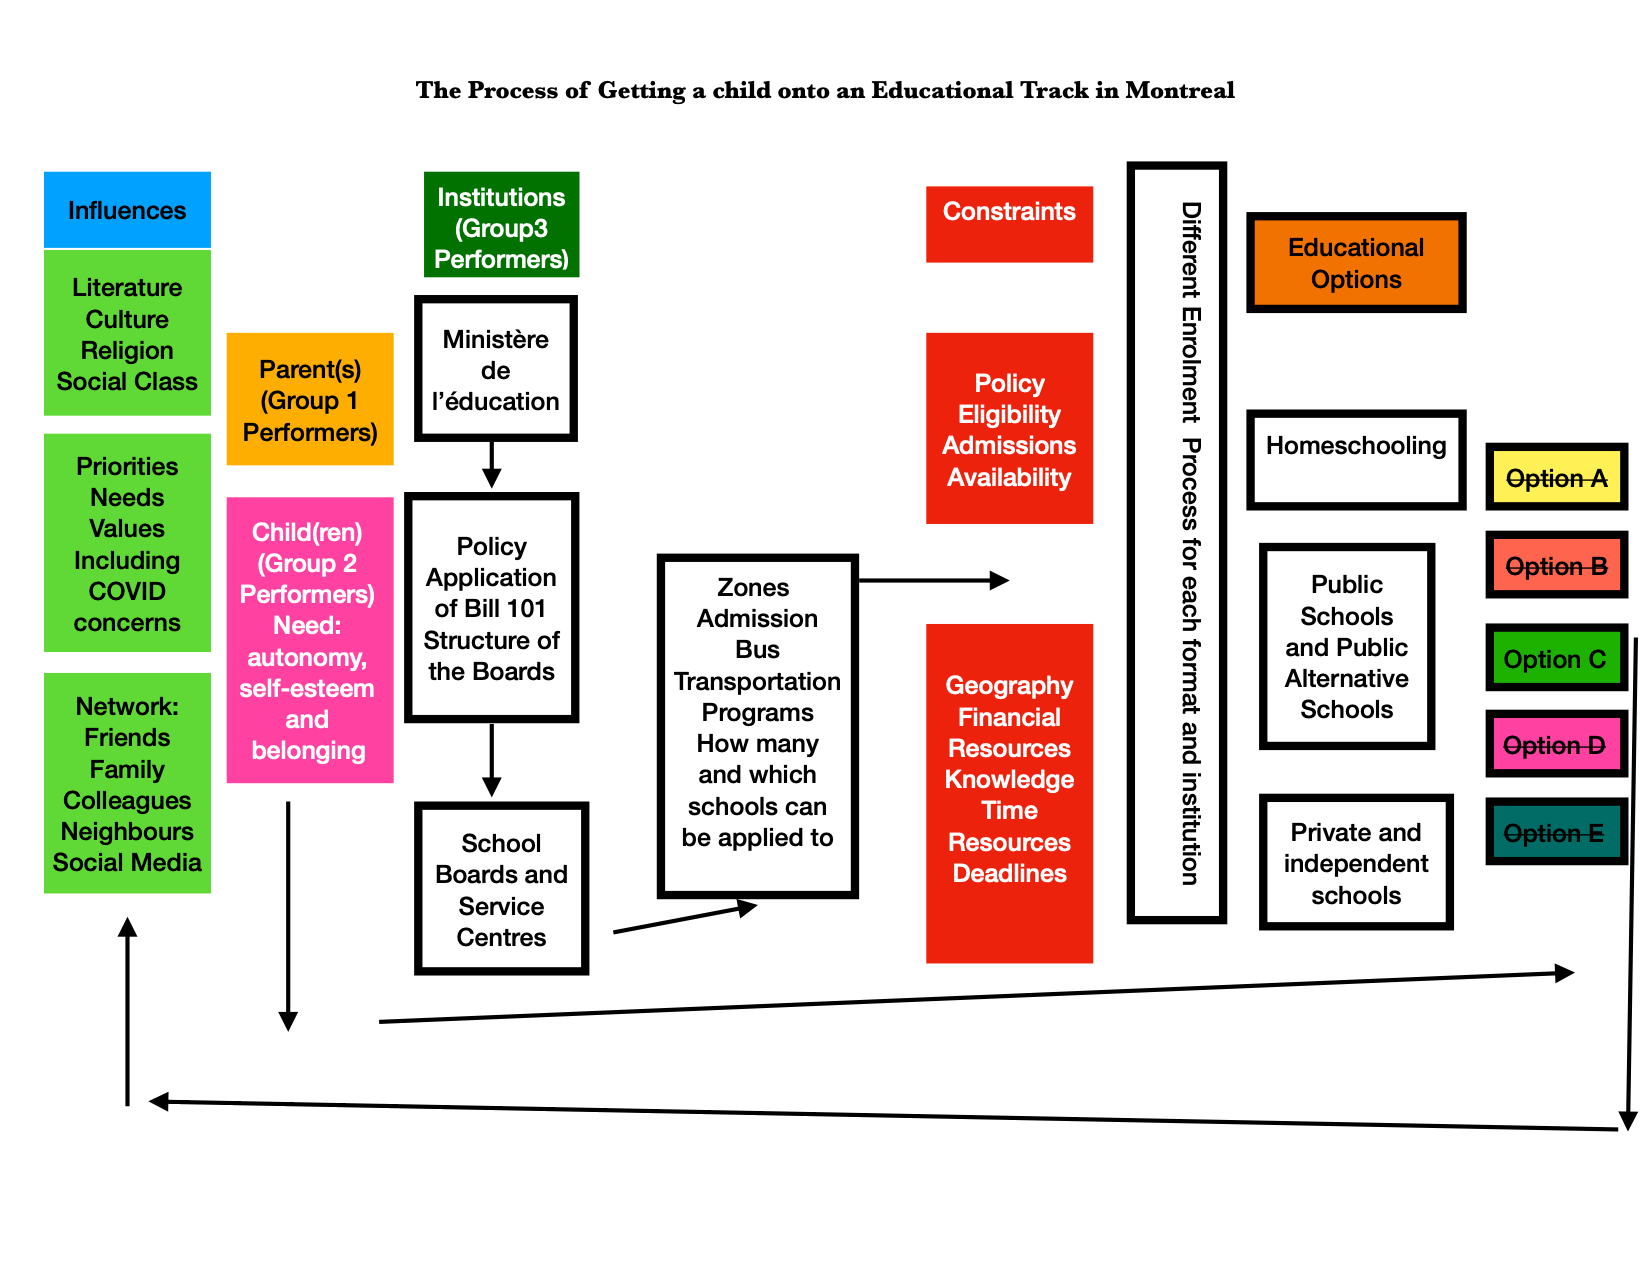 The Process of Getting a child onto an Educational Track in Montreal
Influences
Literature
Culture
Religion
Social Class
Priorities
Needs
Values
Including
COVID
concerns
Network:
Friends
Family
Colleagues
Neighbours
Social Media
Parent(s)
(Group 1
Performers)
Child(ren)
(Group 2
Performers)
Need:
autonomy,
self-esteem
and
belonging
Institutions
(Group3
Performers)
Ministère
de
l’éducation
Policy
Application
of Bill 101
Structure of
the Boards
School
Boards and
Service
Centres
Zones
Admission
Bus
Transportation
Programs
How many
and which
schools can
be applied to
Constraints
Policy
Eligibility
Admissions
Availability
Geography
Financial
Resources
Knowledge
Time
Resources
Deadlines
Different Enrolment Process for each format and institution
Educational
Options
Homeschooling
Public
Schools
and Public
Alternative
Schools
Private and
independent
schools
Option A
Option B
Option C
Option D
Option E